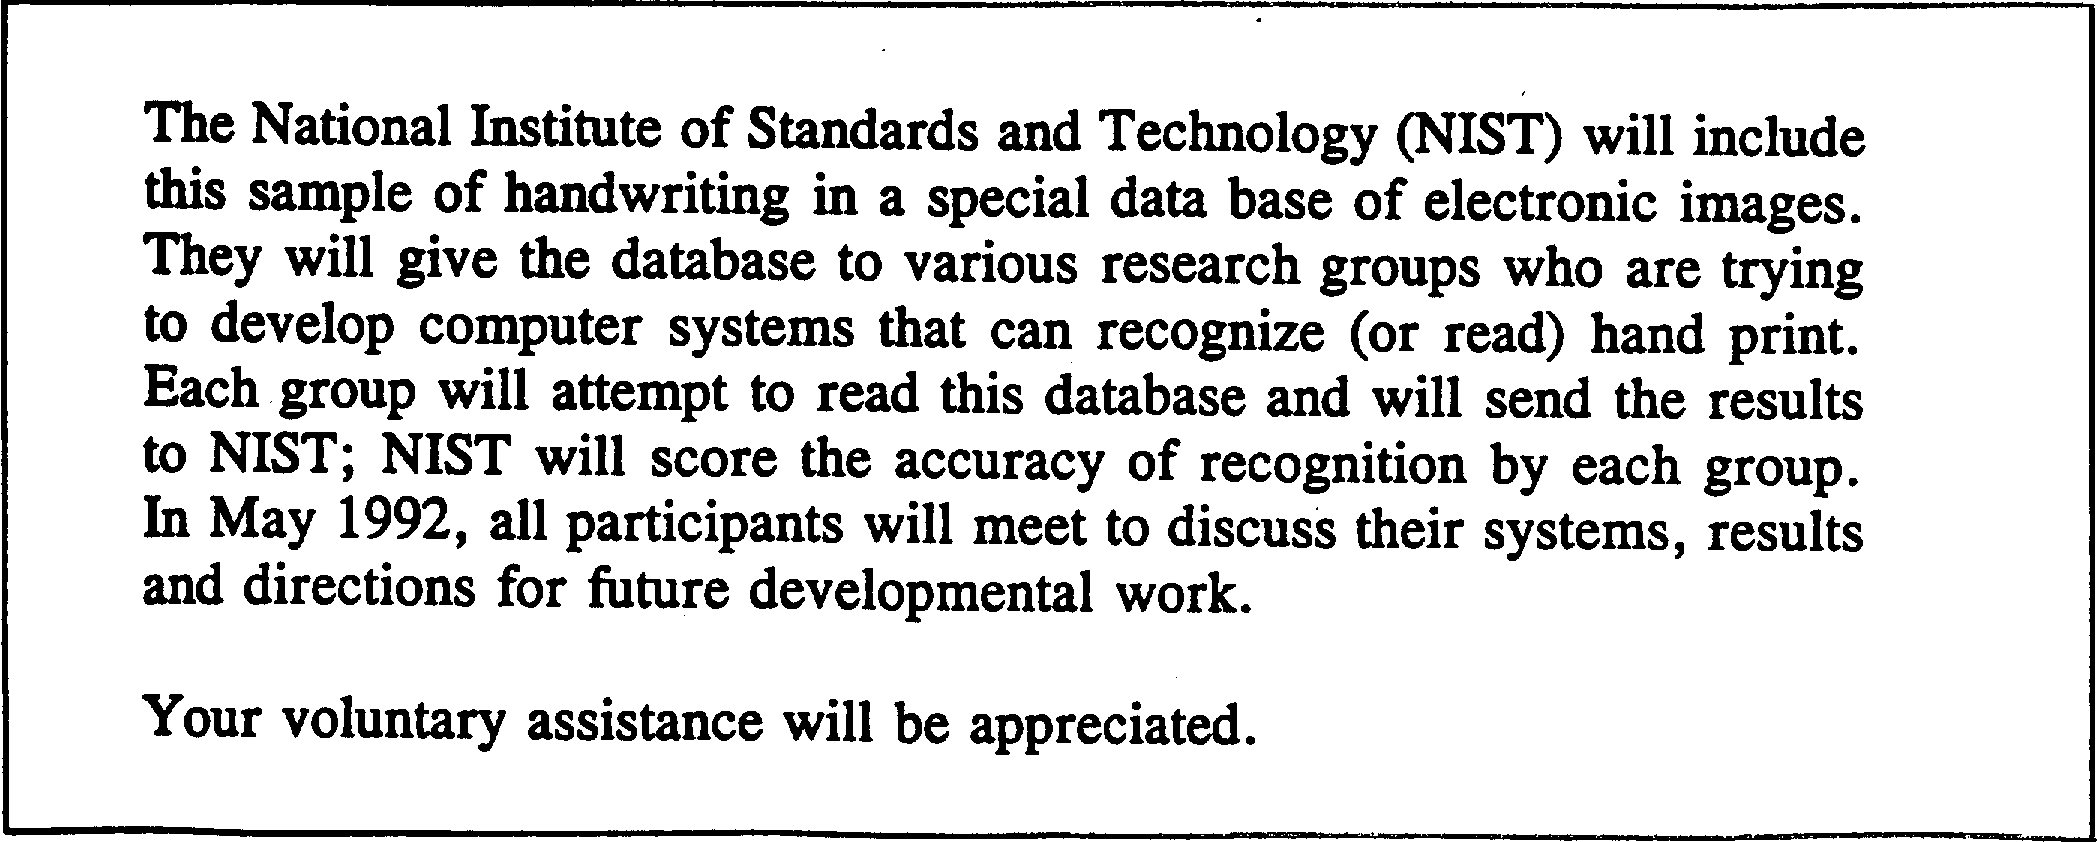 The National Institute of Standards and Technology (NIST) will include
this sample of handwriting in a special data base of electronic images.
They will give the database to various research groups who are trying
to develop computer systems that can recognize (or read) hand print.
Each group will attempt to read this database and will send the results
to NIST; NIST will score the accuracy of recognition by each group.
In May 1992, all participants will meet to discuss their systems, results
and directions for future developmental work.
Your voluntary assistance will be appreciated.